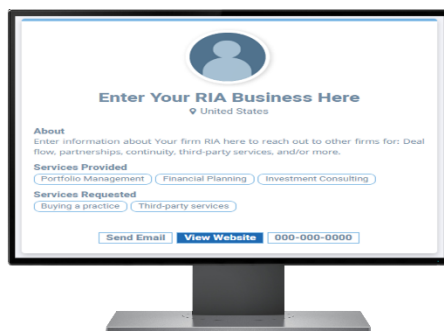 Enter Your RIA Business Here
United States
About
Enter information about Your firm RIA here to reach out to other firms for: Deal
flow, partnerships, continuity, third-party services, and/or more.
Services Provided
Portfolio Management Financial Planning Investment Consulting
Services Requested
Buying a practice Third-party services
Send Email View Website 000-000-0000